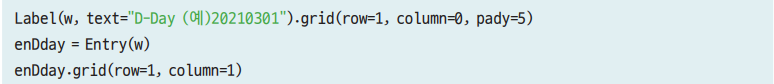 Label(w, text="D-Day (예)20210301").grid(row=1, column=0, pady=5)
enDday = Entry(w)
enDday.grid(row=1, column=1)